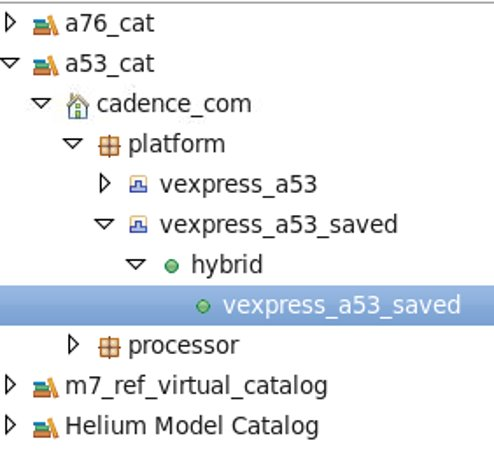 a76_cat
a53_cat
cadence_com
platform
vexpress_a53
vexpress_a53_saved
hybrid
vexpress_a53_saved
processor
m7_ref_virtual_catalog
Helium Model Catalog